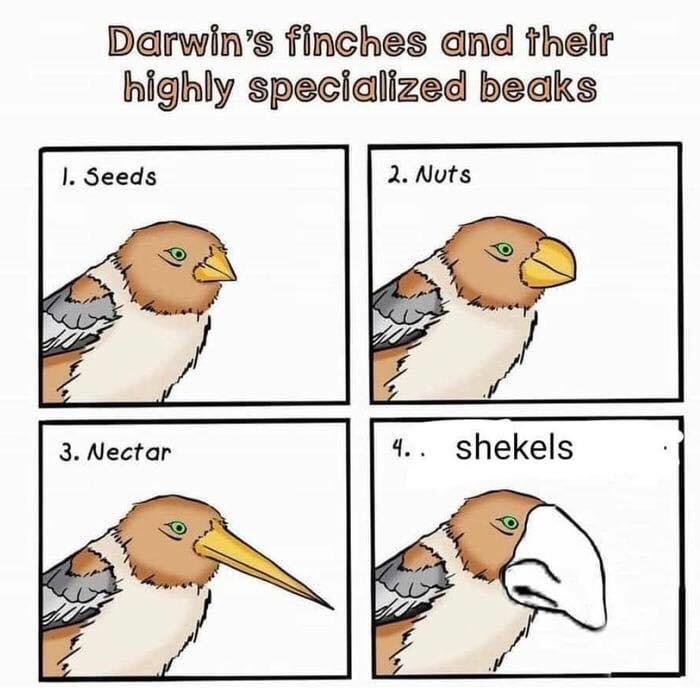 Darwin's finches and their
highly specialized beaks
1. Seeds
2. Nuts
3. Nectar
4. . shekels